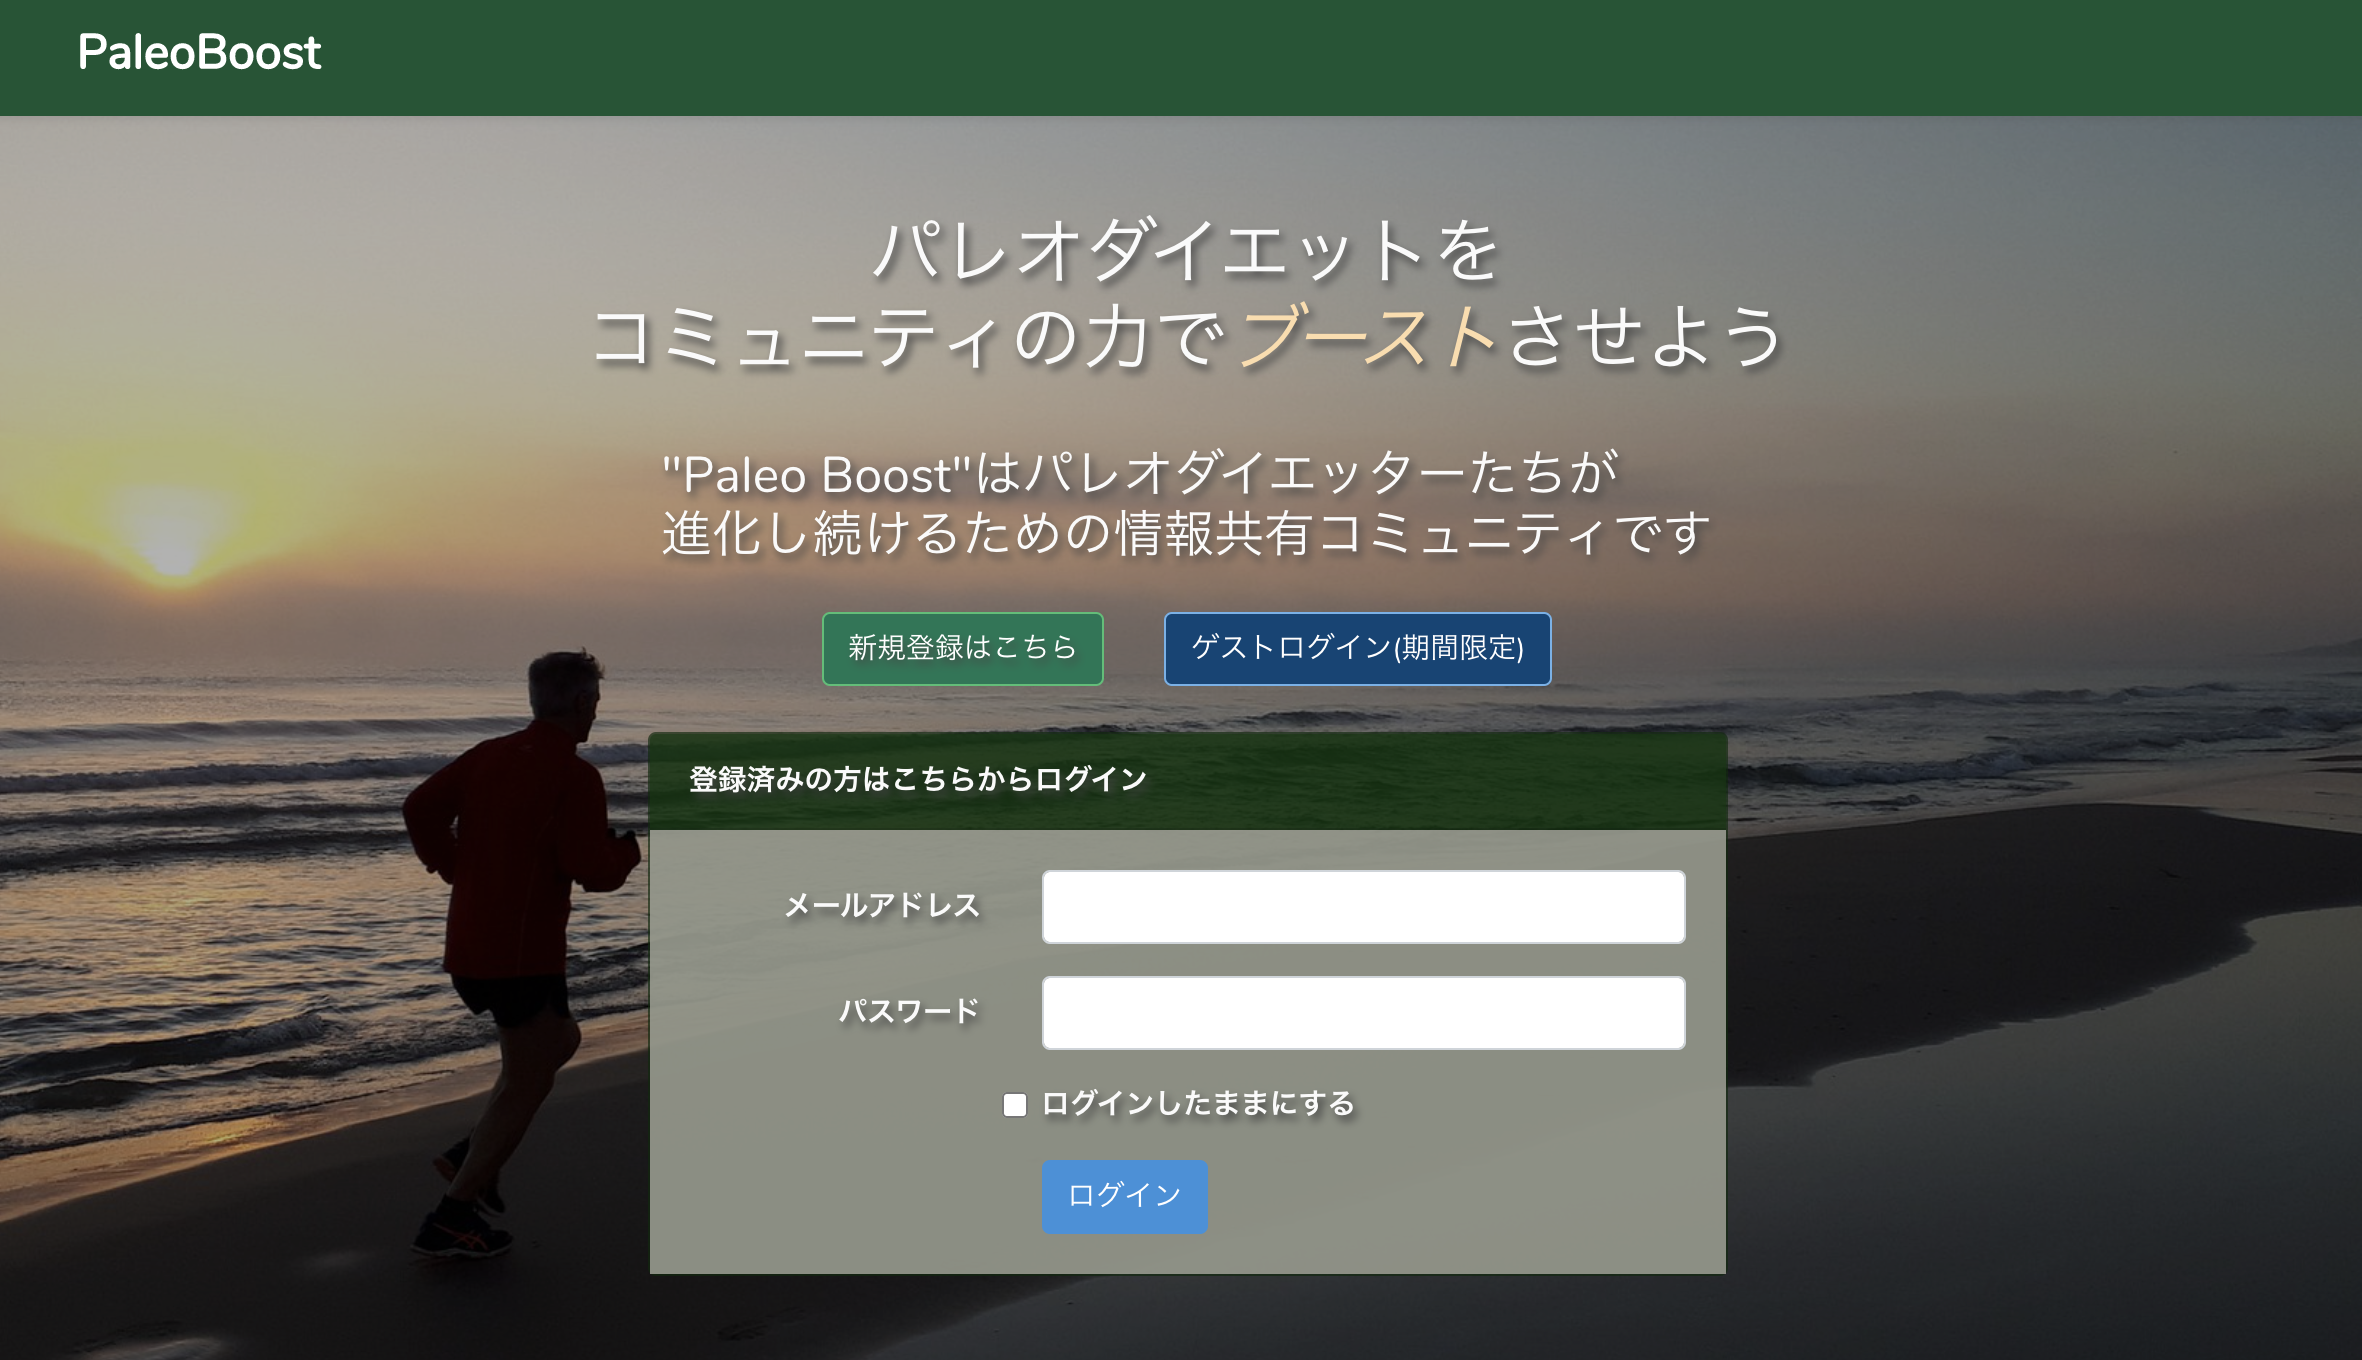 PaleoBoost
パレオダイエットを
コミュニティの力でブーストさせよう
"Paleo Boost"はパレオダイエッターたちが
進化し続けるための情報共有コミュニティです
新規登録はこちら
ゲストログイン(期間限定)
登録済みの方はこちらからログイン
メールアドレス
パスワード
ログインしたままにする
ログイン